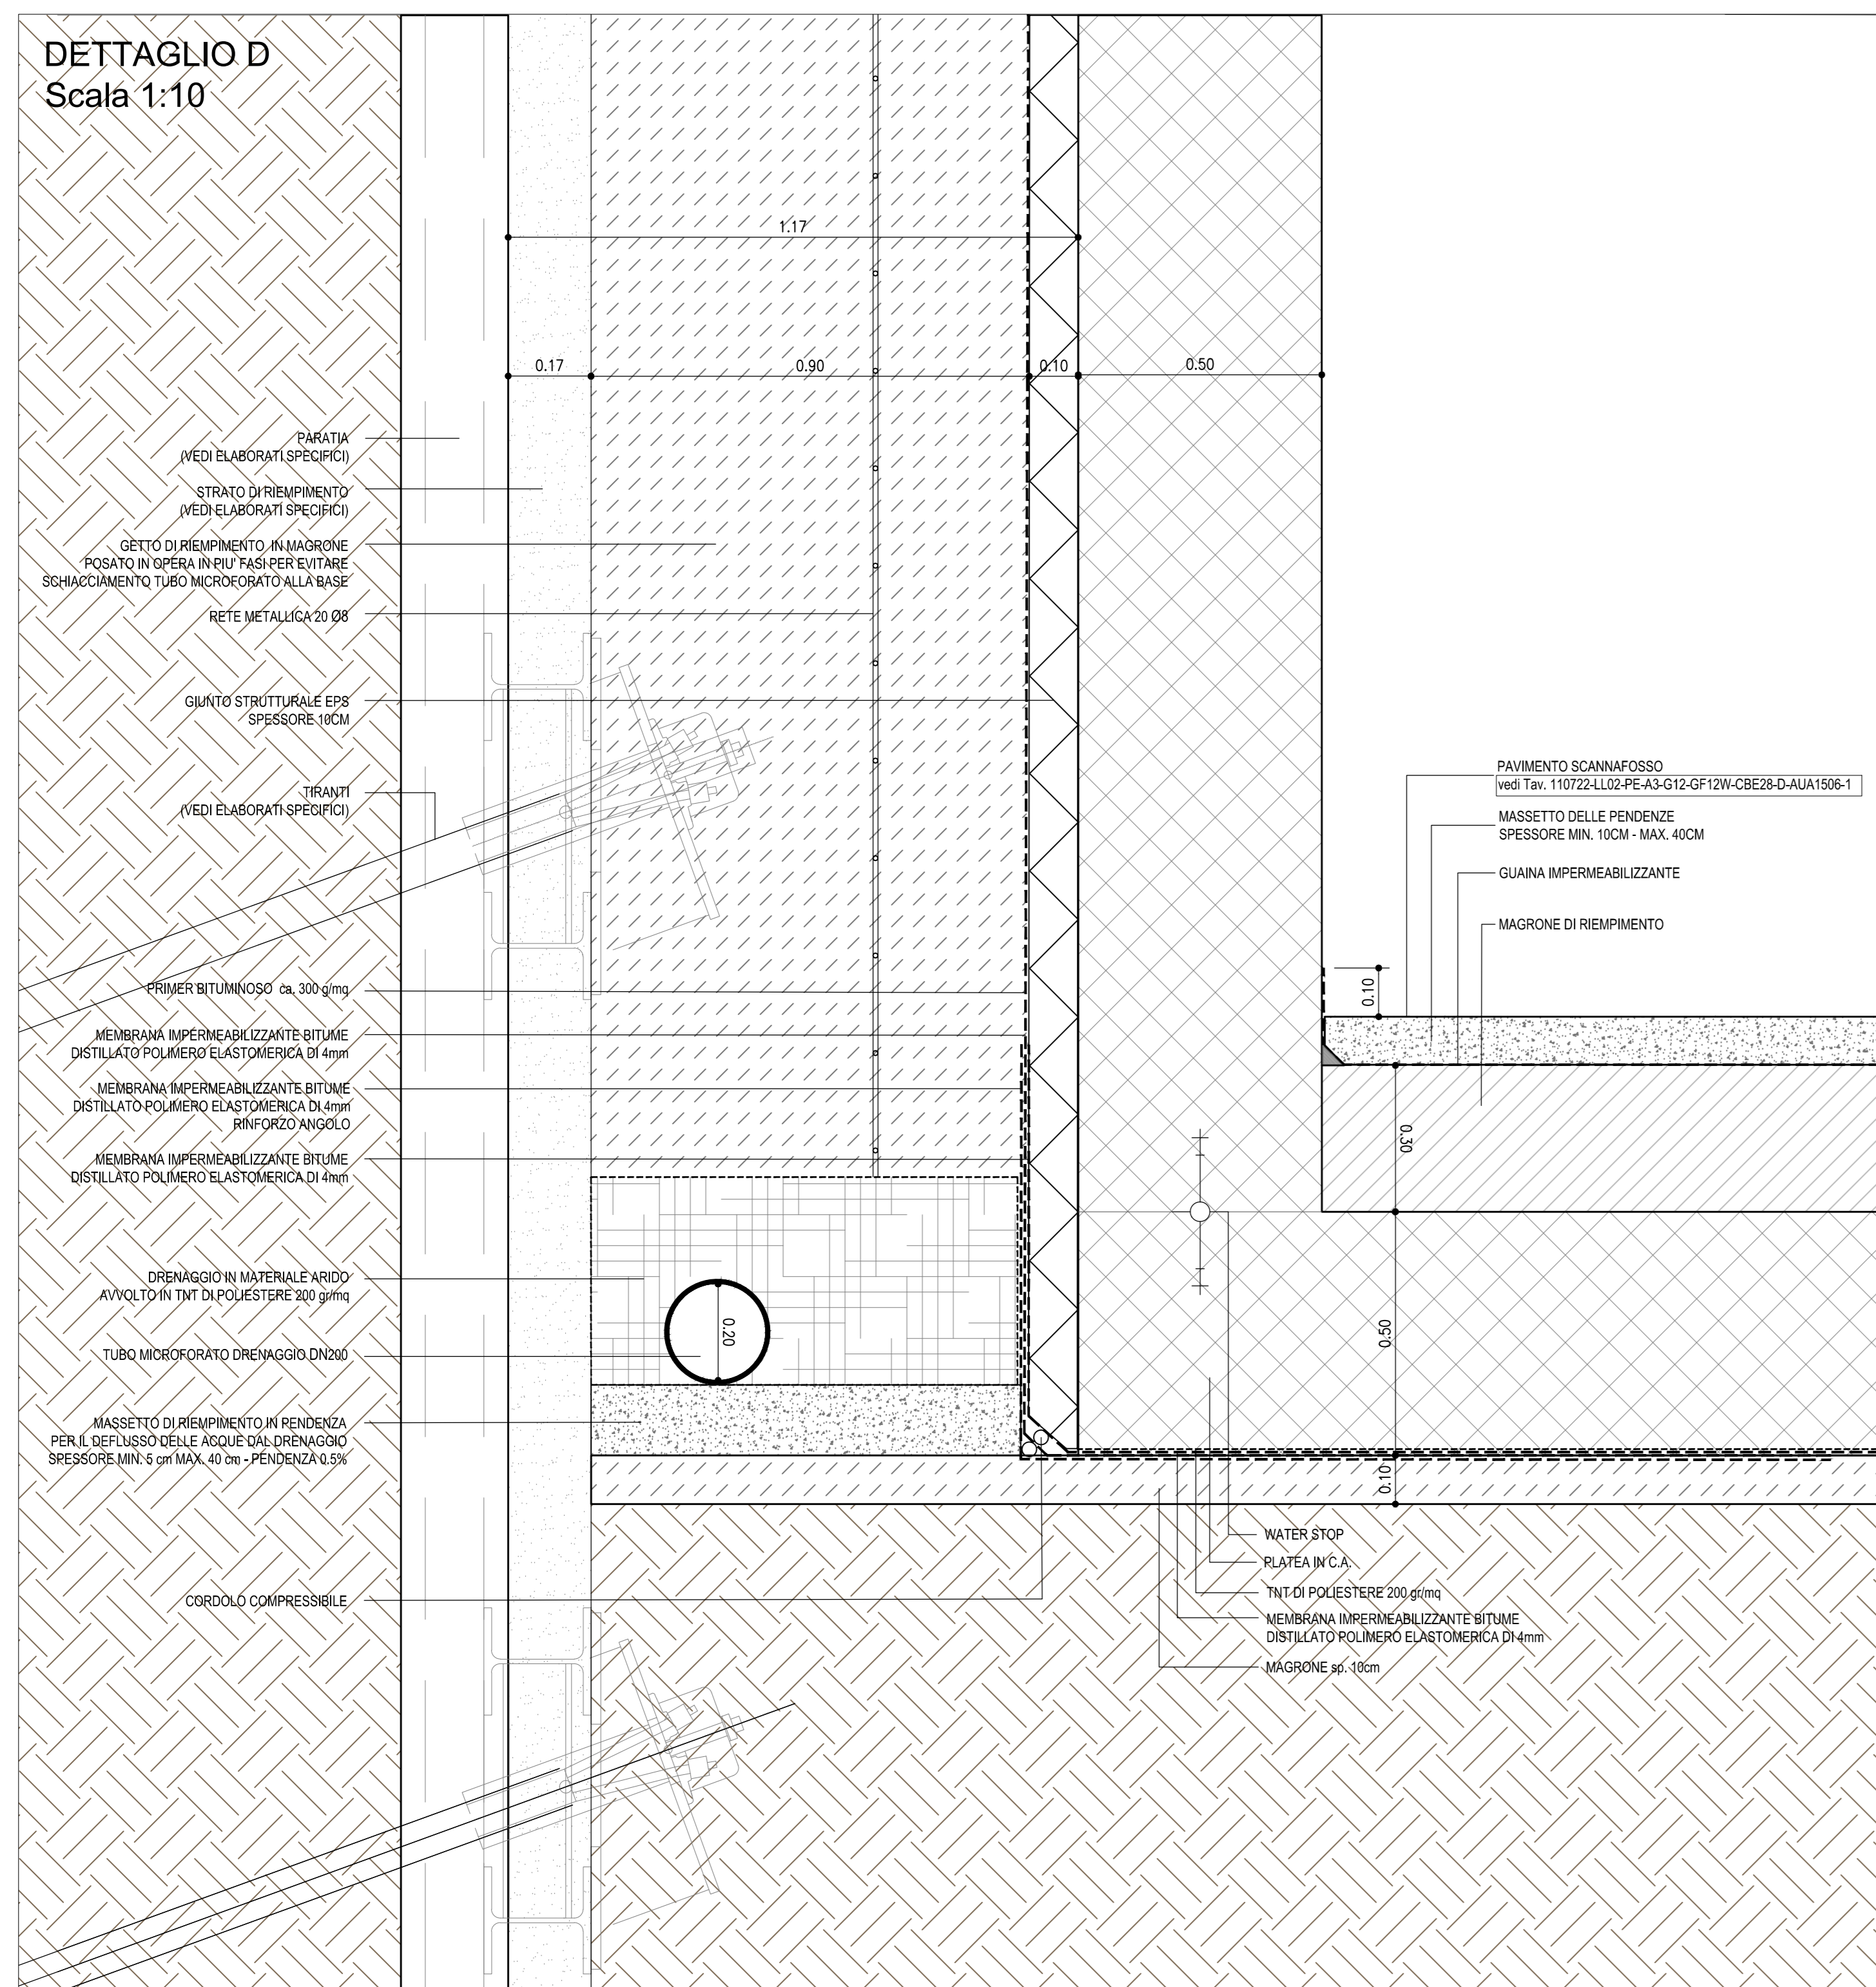 DETTAGLIO D
Scala 1:10
1.17
0.17
0.90
0.10
0.50
PARATIA
(VEDI ELABORATI SPECIFICI)
STRATO DI RIEMPIMENTO
(VEDI ELABORATI SPECIFICI)
GETTO DI RIEMPIMENTO IN MAGRONE
POSATO IN OPERA IN PIU' FASI PER EVITARE
SCHIACCIAMENTO TUBO MICROFORATO ALLA BASE
RETE METALLICA 20 Ø8
GIUNTO STRUTTURALE EPS
SPESSORE 10CM
TIRANTI
(VEDI ELABORATI SPECIFICI)
PRIMER BITUMINOSO ca. 300 g/mq
MEMBRANA IMPERMEABILIZZANTE BITUME
DISTILLATO POLIMERO ELASTOMERICA DI 4mm
MEMBRANA IMPERMEABILIZZANTE BITUME
DISTILLATO POLIMERO ELASTOMERICA DI 4mm
RINFORZO ANGOLO
MEMBRANA IMPERMEABILIZZANTE BITUME
DISTILLATO POLIMERO ELASTOMERICA DI 4mm
DRENAGGIO IN MATERIALE ARIDO
AVVOLTO IN TNT DI POLIESTERE 200 gr/mq
TUBO MICROFORATO DRENAGGIO DN200
MASSETTO DI RIEMPIMENTO IN PENDENZA
PER IL DEFLUSSO DELLE ACQUE DAL DRENAGGIO
SPESSORE MIN. 5 cm MAX. 40 cm - PENDENZA 0.5%
CORDOLO COMPRESSIBILE
0.20
PAVIMENTO SCANNAFOSSO
vedi Tav. 110722-LL02-PE-A3-G12-GF12W-CBE28-D-AUA1506-1
MASSETTO DELLE PENDENZE
SPESSORE MIN. 10CM - MAX. 40CM
GUAINA IMPERMEABILIZZANTE
MAGRONE DI RIEMPIMENTO
0.10
0.30
0.50
0.10
WATER STOP
PLATEA IN C.A.
TNT DI POLIESTERE 200 gr/mq
MEMBRANA IMPERMEABILIZZANTE BITUME
DISTILLATO POLIMERO ELASTOMERICA DI 4mm
MAGRONE sp. 10cm